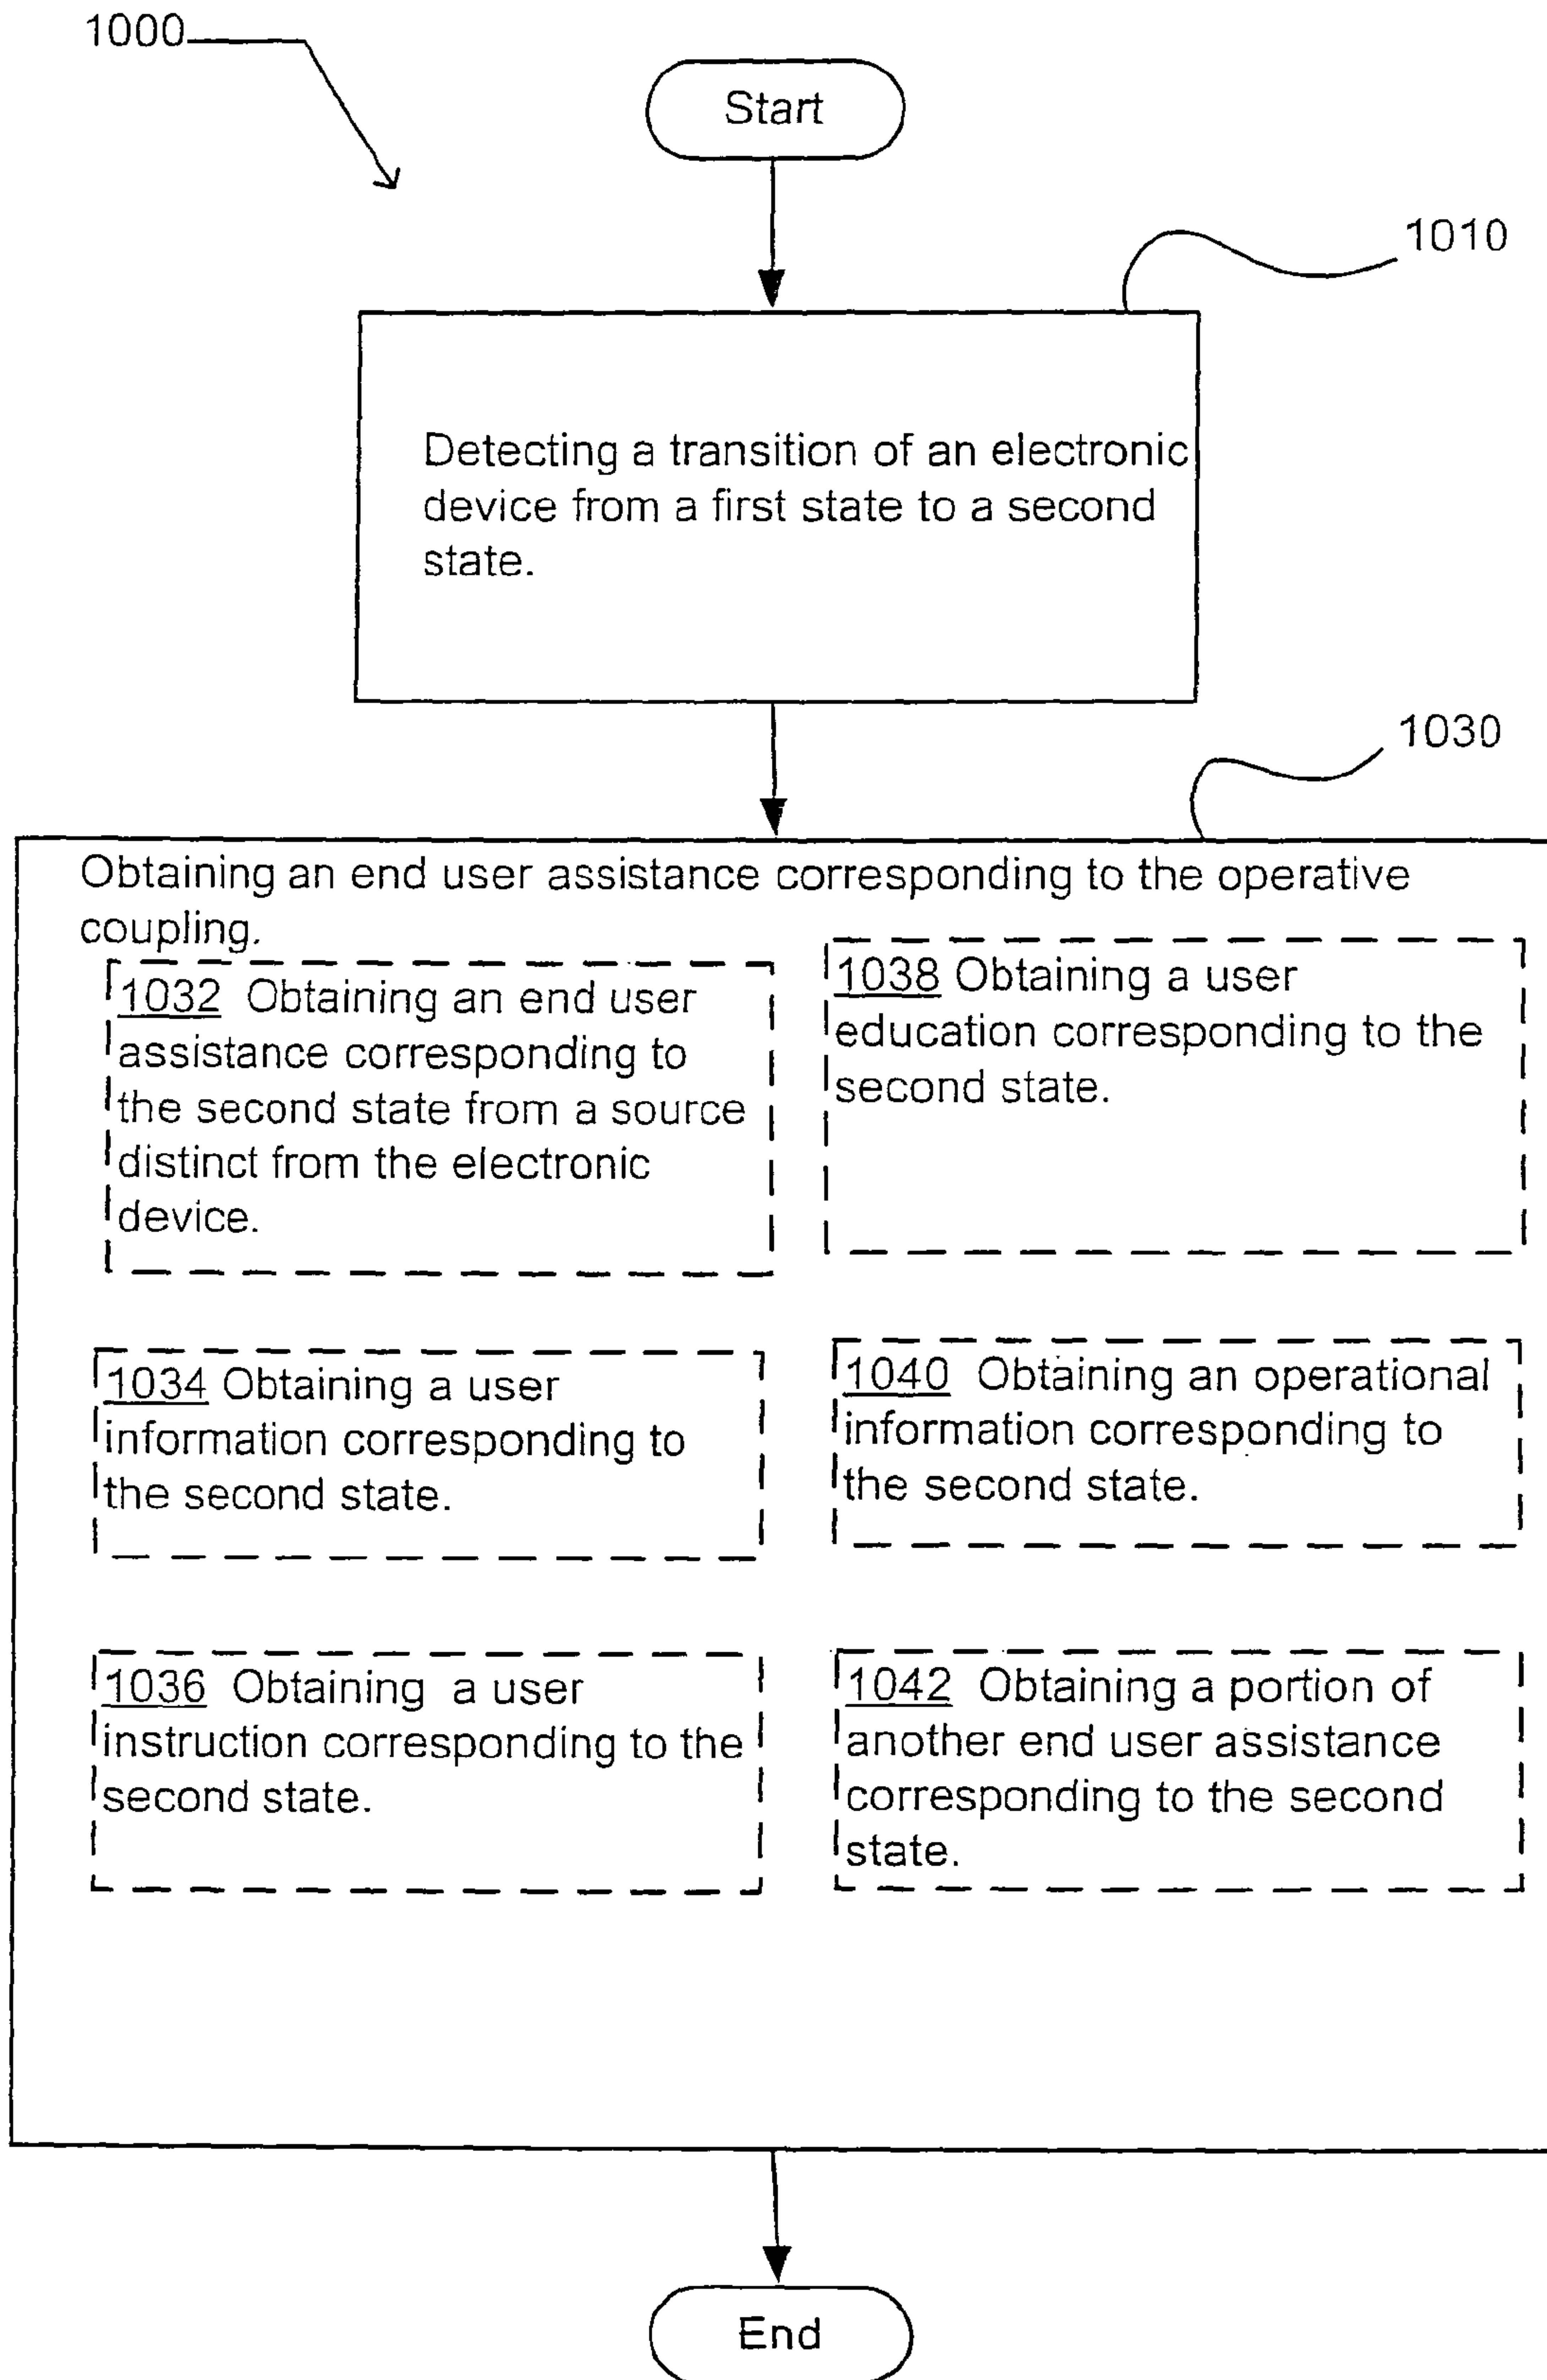 1000
Start
1010
Detecting a transition of an electronic
device from a first state to a second
state.
1030
Obtaining an end user assistance corresponding to the operative
coupling.
1032 Obtaining an end user
assistance corresponding to
the second state from a source
distinct from the electronic
device.
1038 Obtaining a user
education corresponding to the
second state.
1034 Obtaining a user
information corresponding to
the second state.
1040 Obtaining an operational
information corresponding to
the second state.
1036 Obtaining a user
instruction corresponding to the
second state.
1042 Obtaining a portion of
another end user assistance
corresponding to the second
state.
End